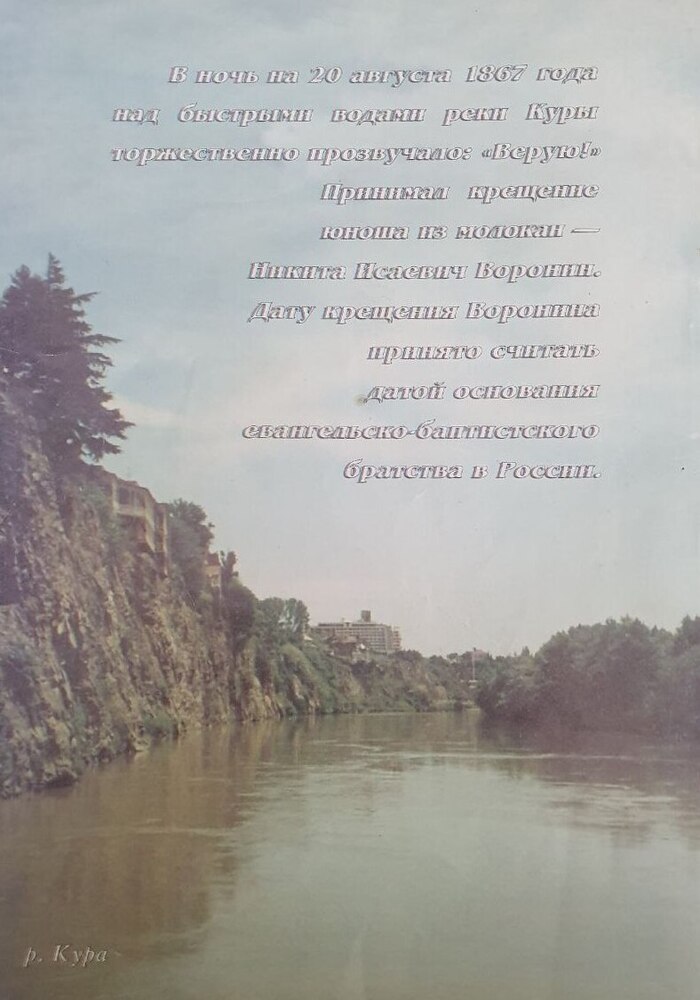 В ночь на 20 августа 1867 года
над быстрыми водами реки Куры
торжественно прозвучало: «Верую!»
Принимал крещение
юноша из молокан —
Никита Исаевич Воронин.
Дату крещения Воронина
принято считать
датой основания
евангельско-баптистского
братства в России.
р. Кура